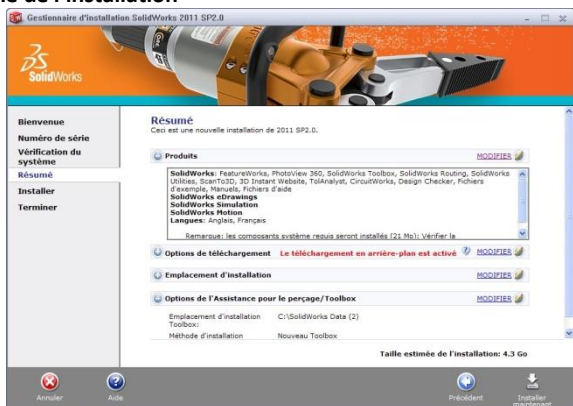 de l'installation
Gestionnaire d'installation SolidWorks 2011 SP2.0
SolidWorks
Bienvenue
Numéro de série
Vérification du
système
Résumé
Installer
Terminer
Résumé
Ceci est une nouvelle installation de 2011 SP2.0.
Produits MODIFIER
SolidWorks: FeatureWorks, PhotoView 360, SolidWorks Toolbox, SolidWorks Routing, SolidWorks
Utilities, ScanTo3D, 3D Instant Website, TolAnalyst, CircuitWorks, Design Checker, Fichiers
d'exemple, Manuels, Fichiers d'aide
SolidWorks eDrawings
SolidWorks Simulation
SolidWorks Motion
Langues: Anglais, Français
Remarque: les composants système requis seront installés (21 Mo); Vérifier la
Options de téléchargement Le téléchargement en arrière-plan est activé MODIFIER
Emplacement d'installation MODIFIER
Options de l'Assistance pour le perçage/Toolbox MODIFIER
Emplacement d'installation C:\SolidWorks Data (2)
Toolbox:
Méthode d'installation Nouveau Toolbox
Taille estimée de l'installation: 4.3 Go
Annuler
Aide
Précédent
Installer
maintenant